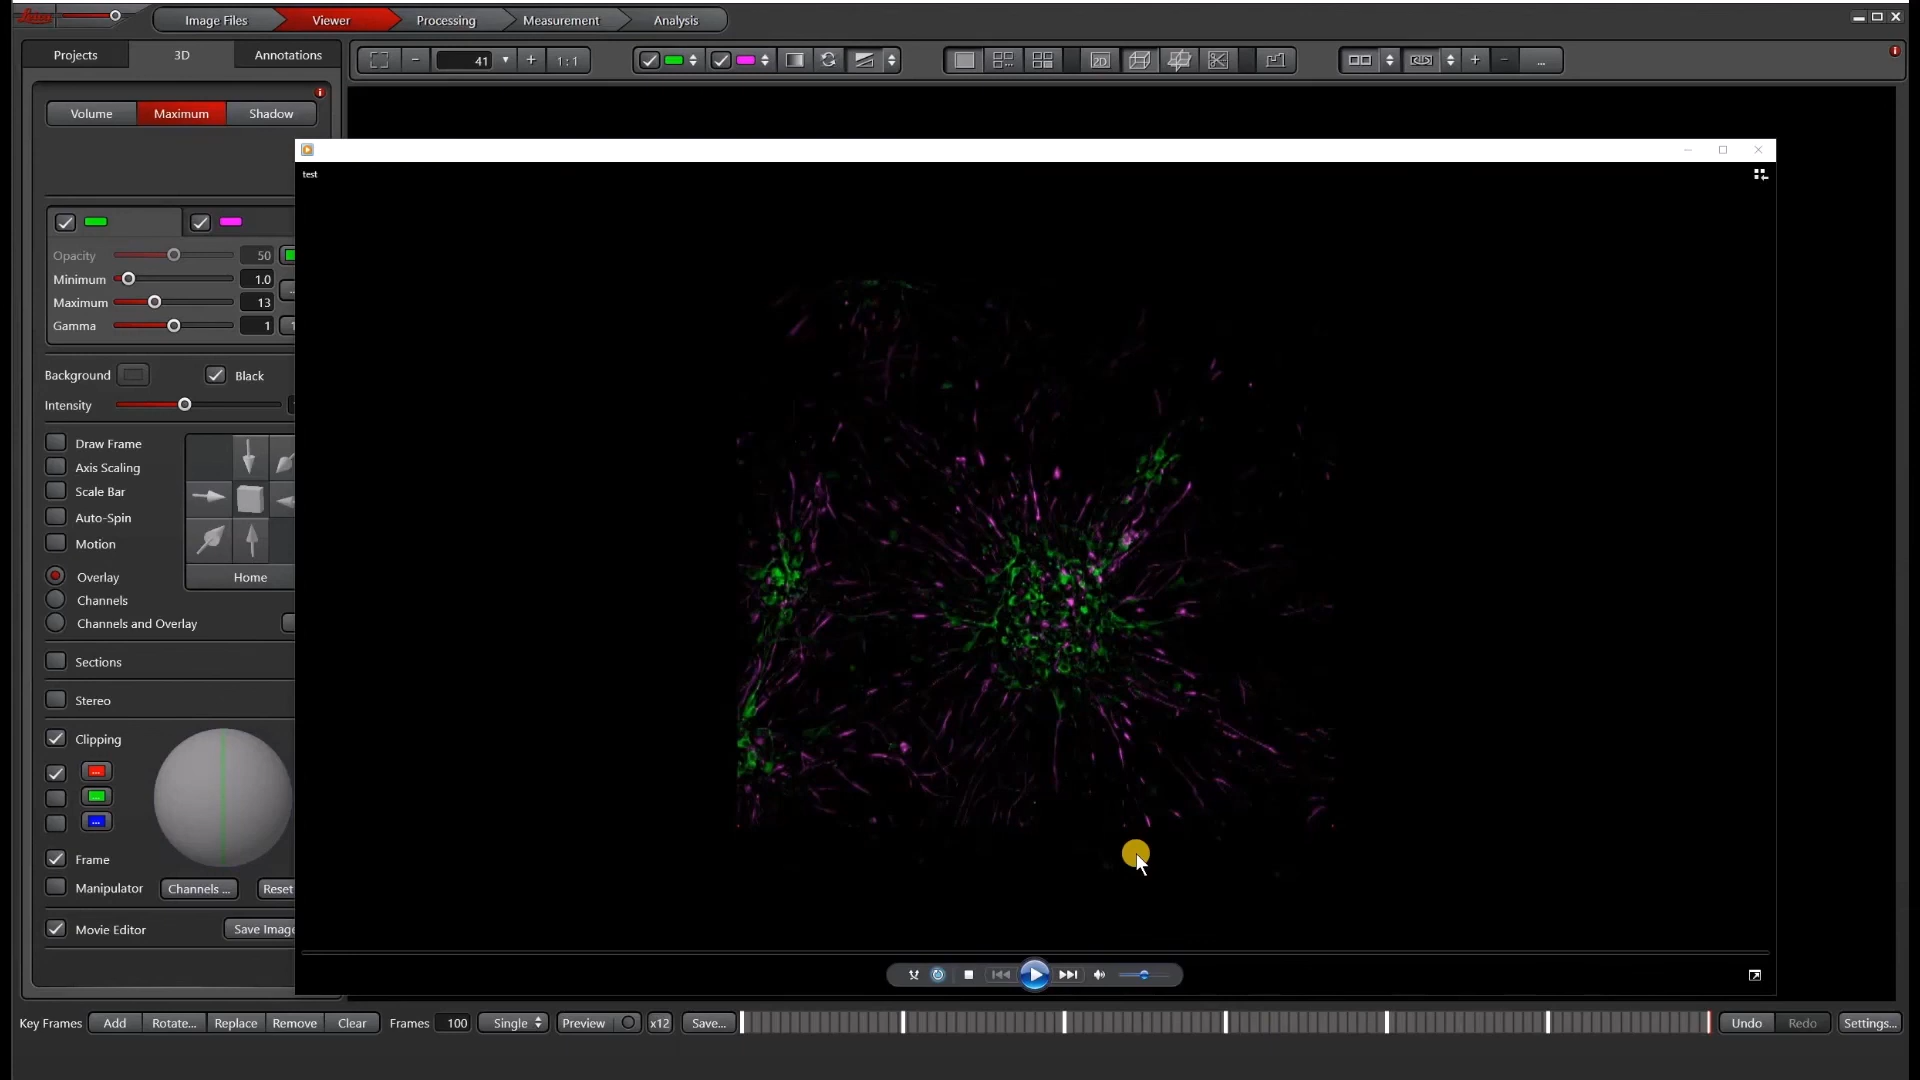 Leica
Image Files Viewer Processing Measurement Analysis
Projects 3D Annotations
41 1:1 2D ...
Volume Maximum Shadow
test
Opacity 50
Minimum 1.0
Maximum 13
Gamma 1
Background Black
Intensity
Draw Frame
Axis Scaling
Scale Bar
Auto-Spin
Motion
Overlay Home
Channels
Channels and Overlay
Sections
Stereo
Clipping
...
...
...
Frame
Manipulator Channels ... Reset
Movie Editor Save Image
Key Frames Add Rotate... Replace Remove Clear Frames 100 Single Preview x12 Save... Undo Redo Settings...